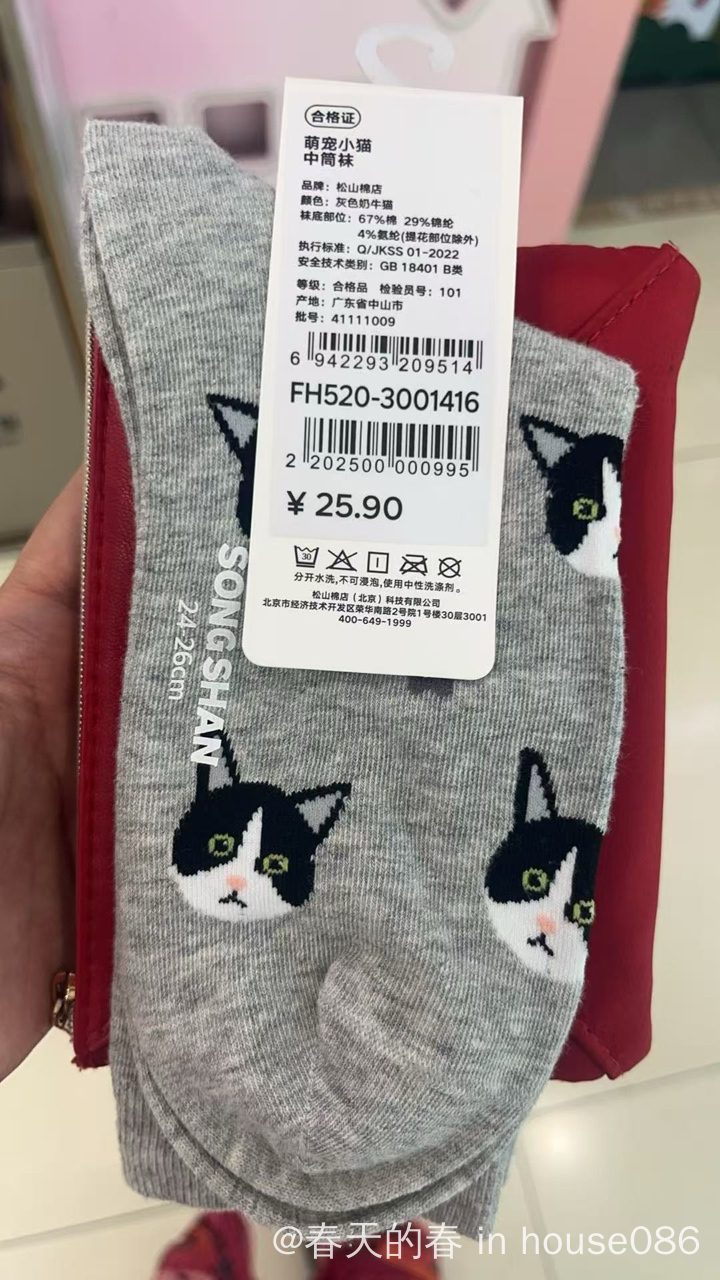 合格证
萌宠小猫
中筒袜
品牌：松山棉店
颜色：灰色奶牛猫
袜底部位：67%棉 29%锦纶
4%氨纶(提花部位除外)
执行标准：Q/JKSS 01-2022
安全技术类别：GB 18401 B类
等级：合格品 检验员号：101
产地：广东省中山市
批号：41111009
6 942293 209514
FH520-3001416
2 202500 000995
¥ 25.90
30
分开水洗,不可浸泡,使用中性洗涤剂。
松山棉店（北京）科技有限公司
北京市经济技术开发区荣华南路2号院1号楼30层3001
400-649-1999
SONGSHAN
24-26cm
@春天的春 in house086